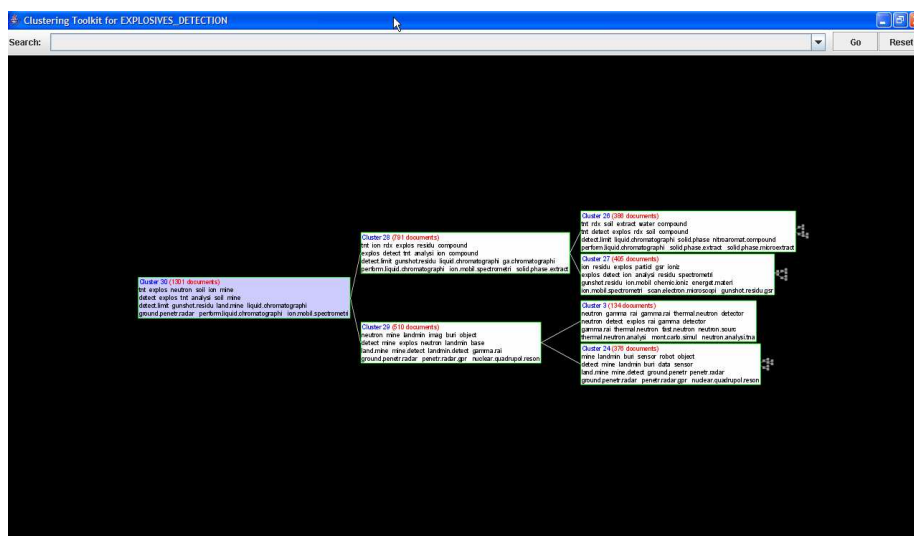 Clustering Toolkit for EXPLOSIVES_DETECTION
Search:
Go
Reset
Cluster 30 (1301 documents)
tnt explos neutron soil ion mine
detect explos tnt analysi soil mine
detect.limit gunshot.residu land.mine liquid.chromatographi
ground.penetr.radar perform.liquid.chromatographi ion.mobil.spectrometri
Cluster 28 (791 documents)
tnt ion rdx explos residu compound
explos detect tnt analysi ion compound
detect.limit gunshot.residu liquid.chromatographi ga.chromatographi
perform.liquid.chromatographi ion.mobil.spectrometri solid.phase.extract
Cluster 29 (510 documents)
neutron mine landmin imag buri object
detect mine explos neutron landmin base
land.mine mine.detect landmin.detect gamma.rai
ground.penetr.radar penetr.radar.gpr nuclear.quadrupol.reson
Cluster 26 (386 documents)
tnt rdx soil extract water compound
tnt detect explos rdx soil compound
detect.limit liquid.chromatographi solid.phase nitroaromat.compound
perform.liquid.chromatographi solid.phase.extract solid.phase.microextract
Cluster 27 (405 documents)
ion residu explos particl gsr ioniz
explos detect ion analysi residu spectrometri
gunshot.residu ion.mobil chemic.ioniz energet.materi
ion.mobil.spectrometri scan.electron.microscopi gunshot.residu.gsr
Cluster 3 (134 documents)
neutron gamma rai gamma.rai thermal.neutron detector
neutron detect explos rai gamma detector
gamma.rai thermal.neutron fast.neutron neutron.sourc
thermal.neutron.analysi mont.carlo.simul neutron.analysi.tna
Cluster 24 (376 documents)
mine landmin buri sensor robot object
detect mine landmin buri data sensor
land.mine mine.detect ground.penetr penetr.radar
ground.penetr.radar penetr.radar.gpr nuclear.quadrupol.reson